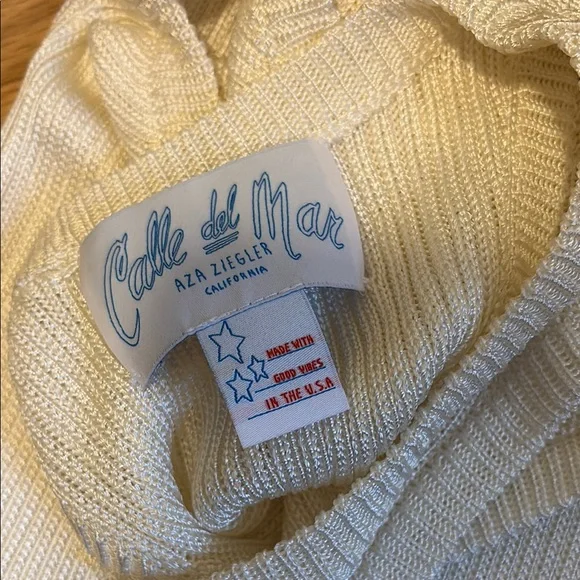 Calle del Mar
AZA ZIEGLER
CALIFORNIA
MADE WITH
GOOD VIBES
IN THE U.S.A